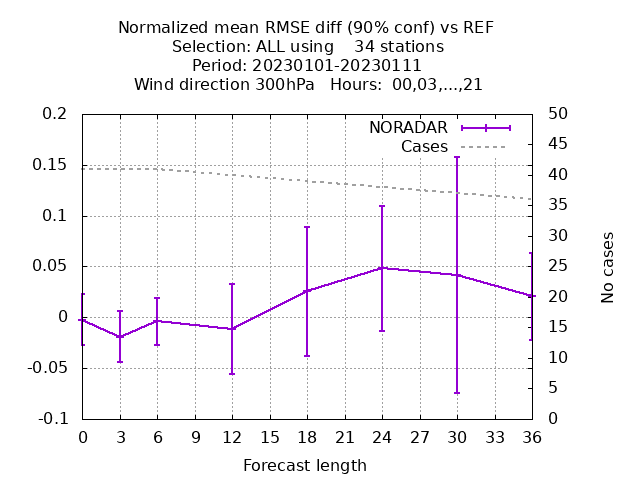 Normalized mean RMSE diff (90% conf) vs REF
Selection: ALL using    34 stations
Period: 20230101-20230111
Wind direction 300hPa   Hours:  00,03,...,21
NORADAR
Cases
0.2
0.15
0.1
0.05
0
-0.05
-0.1
50
45
40
35
30
25
20
15
10
5
0
No cases
0 3 6 9 12 15 18 21 24 27 30 33 36
Forecast length